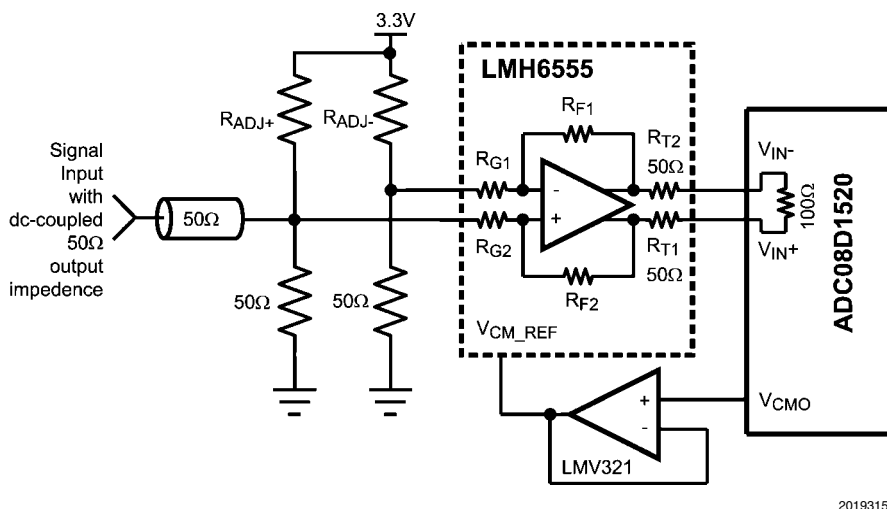 3.3V
LMH6555
RADJ+
RADJ-
RF1
RT2
50Ω
VIN-
RG1
Signal
Input
with
dc-coupled
50Ω
output
impedence
50Ω
-
+
100Ω
RG2
RT1
50Ω
VIN+
RF2
50Ω
50Ω
VCM_REF
ADC08D1520
+
-
VCMO
LMV321
2019315